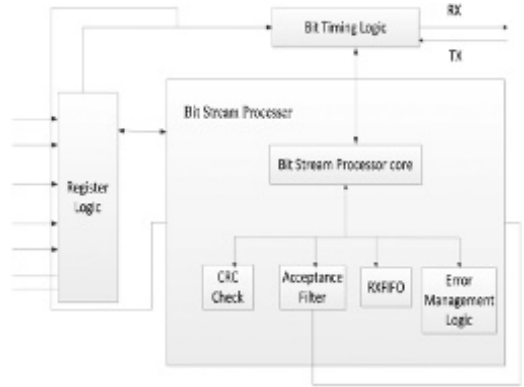 RX
Bit Timing Logic
TX
Bit Stream Processor
Bit Stream Processor core
Register
Logic
CRC
Check
Acceptance
Filter
RXFIFO
Error
Management
Logic